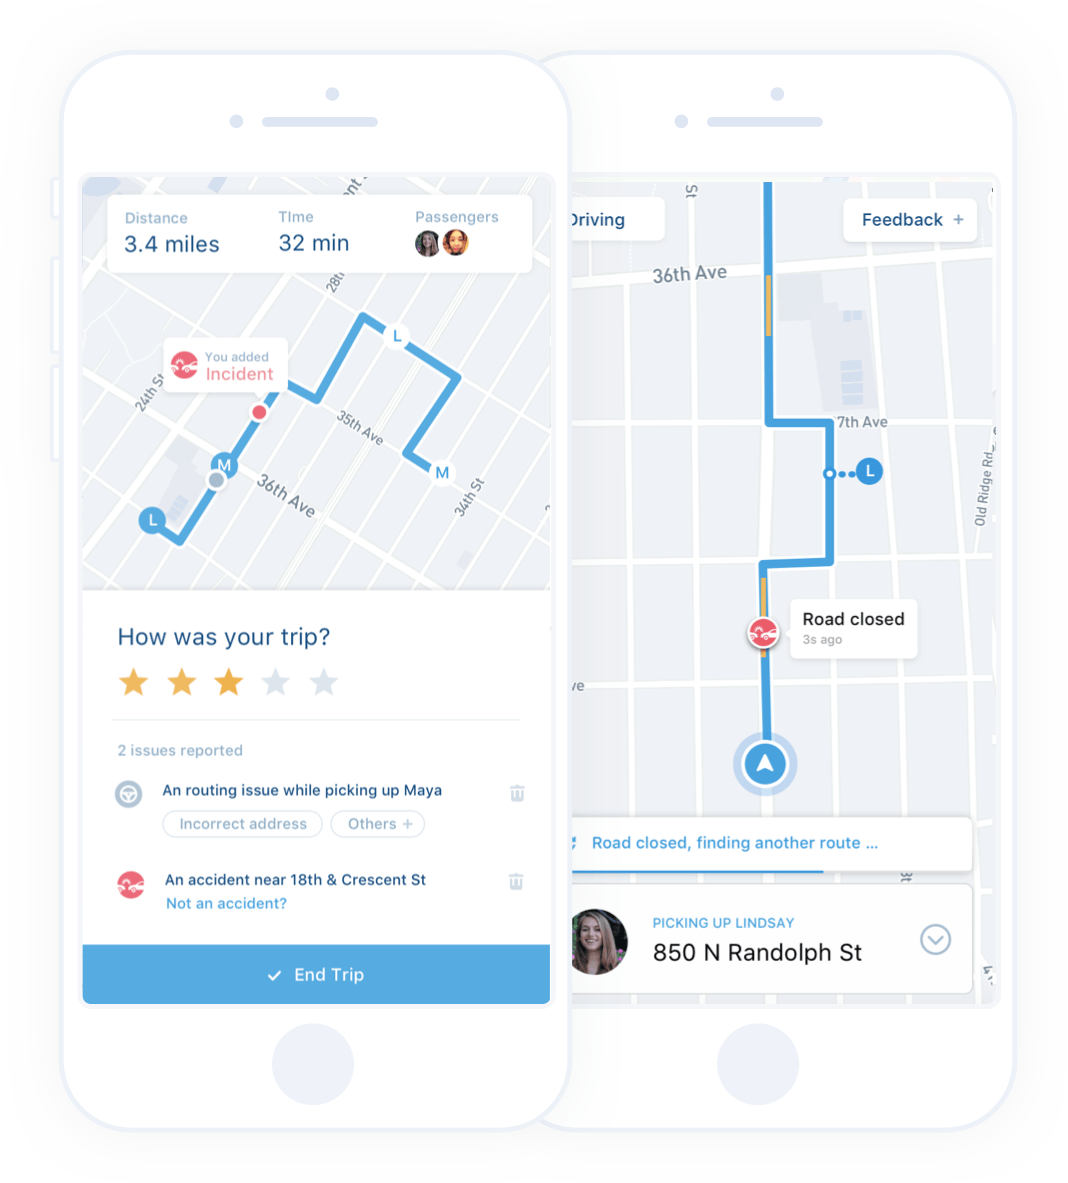 Distance
TIme
Passengers
3.4 miles
32 min
28th
You added
Incident
24th St
L
35th Ave
M
M
36th Ave
34th St
L
How was your trip?
2 issues reported
An routing issue while picking up Maya
Incorrect address
Others +
An accident near 18th & Crescent St
Not an accident?
End Trip
St
Driving
Feedback +
36th Ave
7th Ave
L
Old Ridge Rd
Road closed
3s ago
Road closed, finding another route ...
PICKING UP LINDSAY
850 N Randolph St